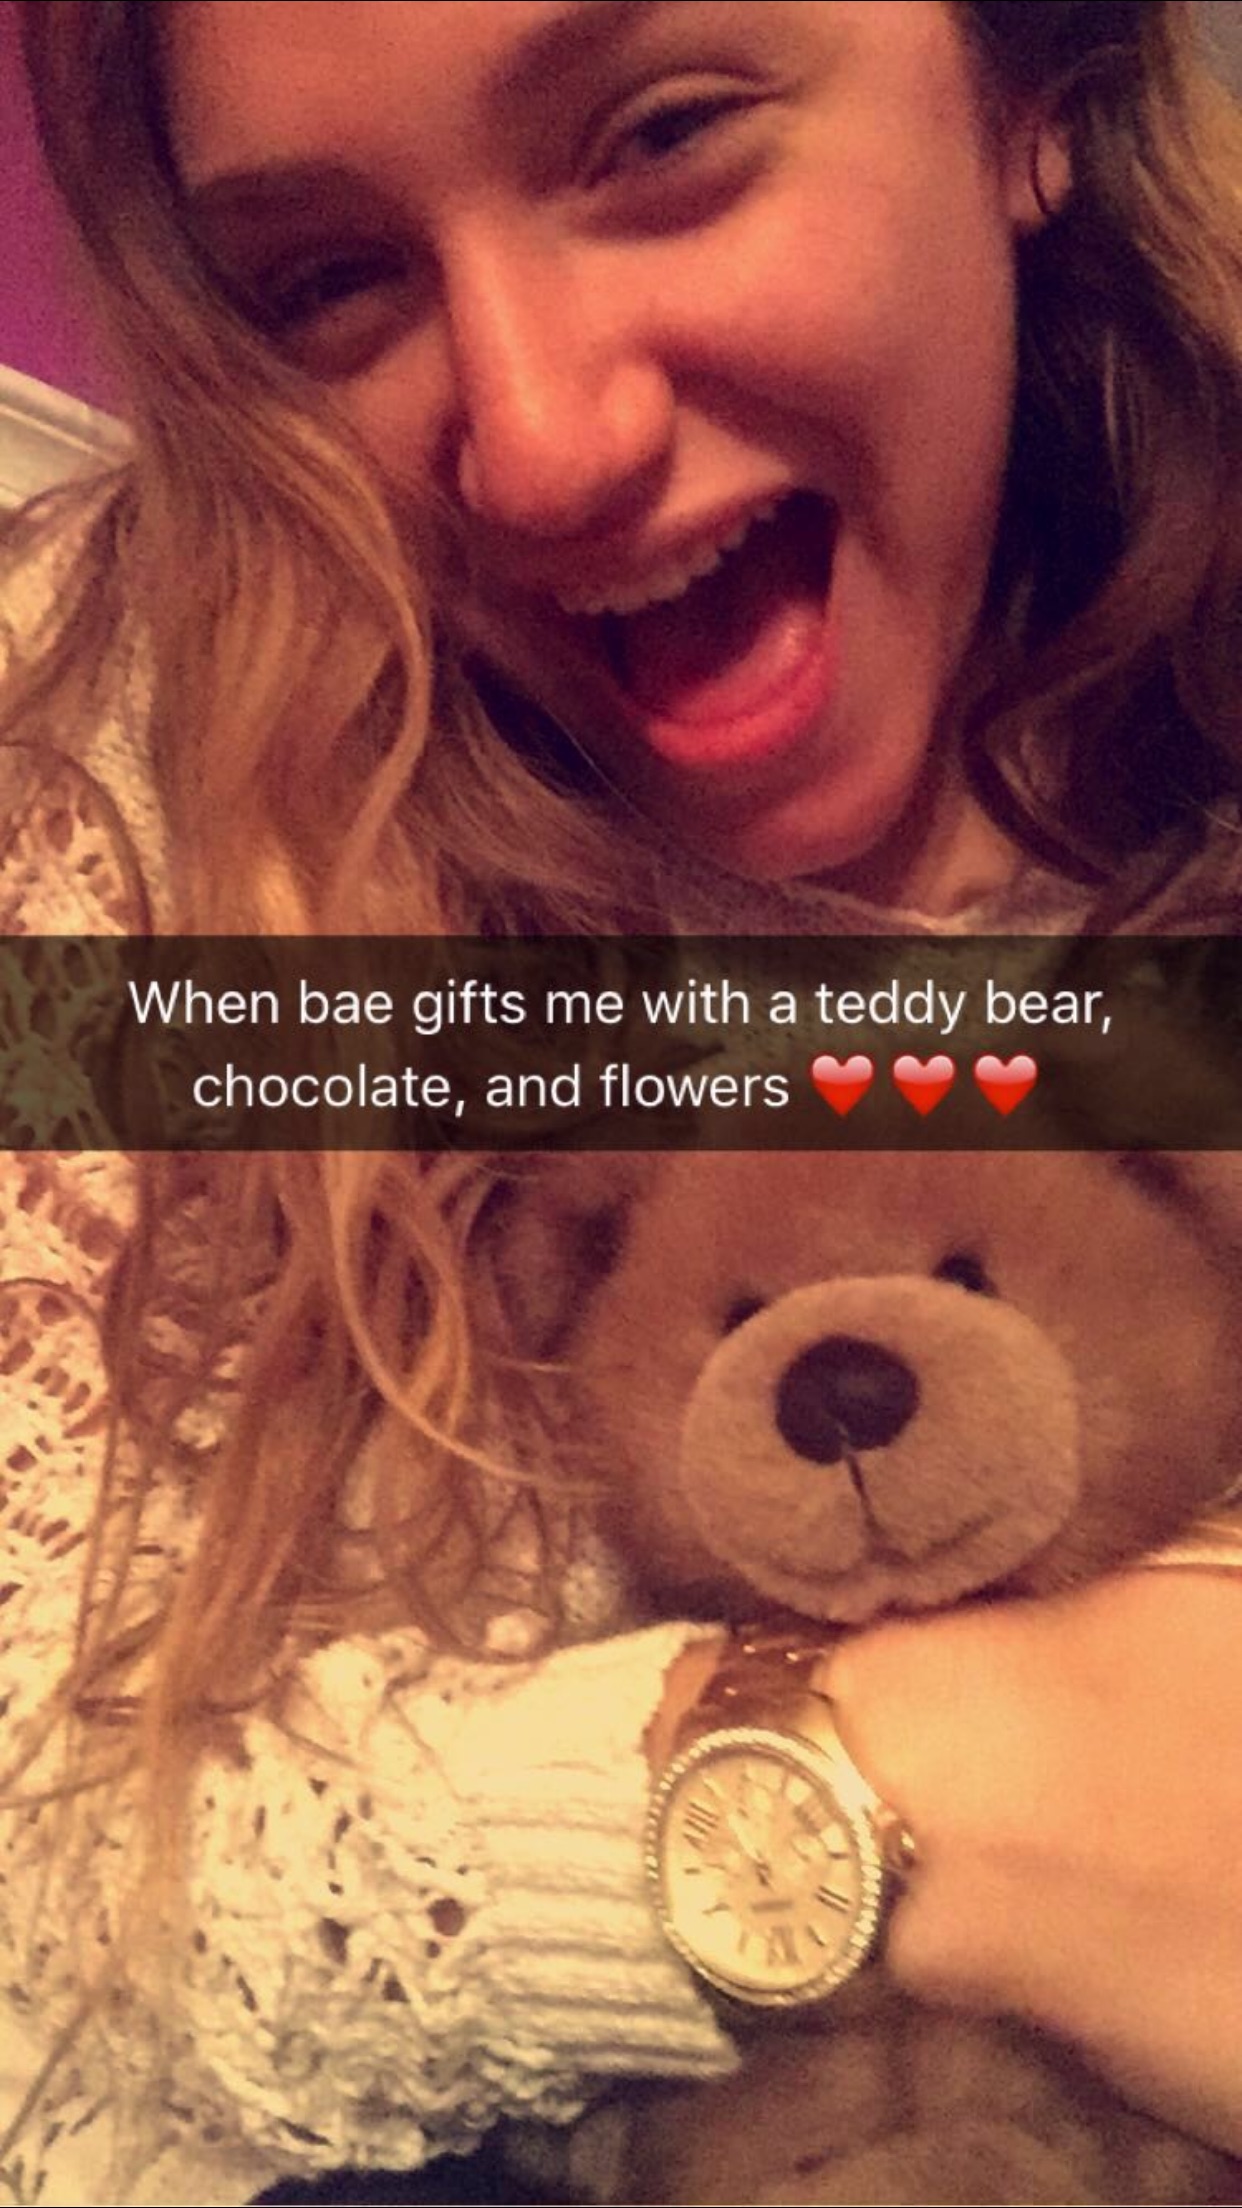 When bae gifts me with a teddy bear,
chocolate, and flowers ❤️❤️❤️